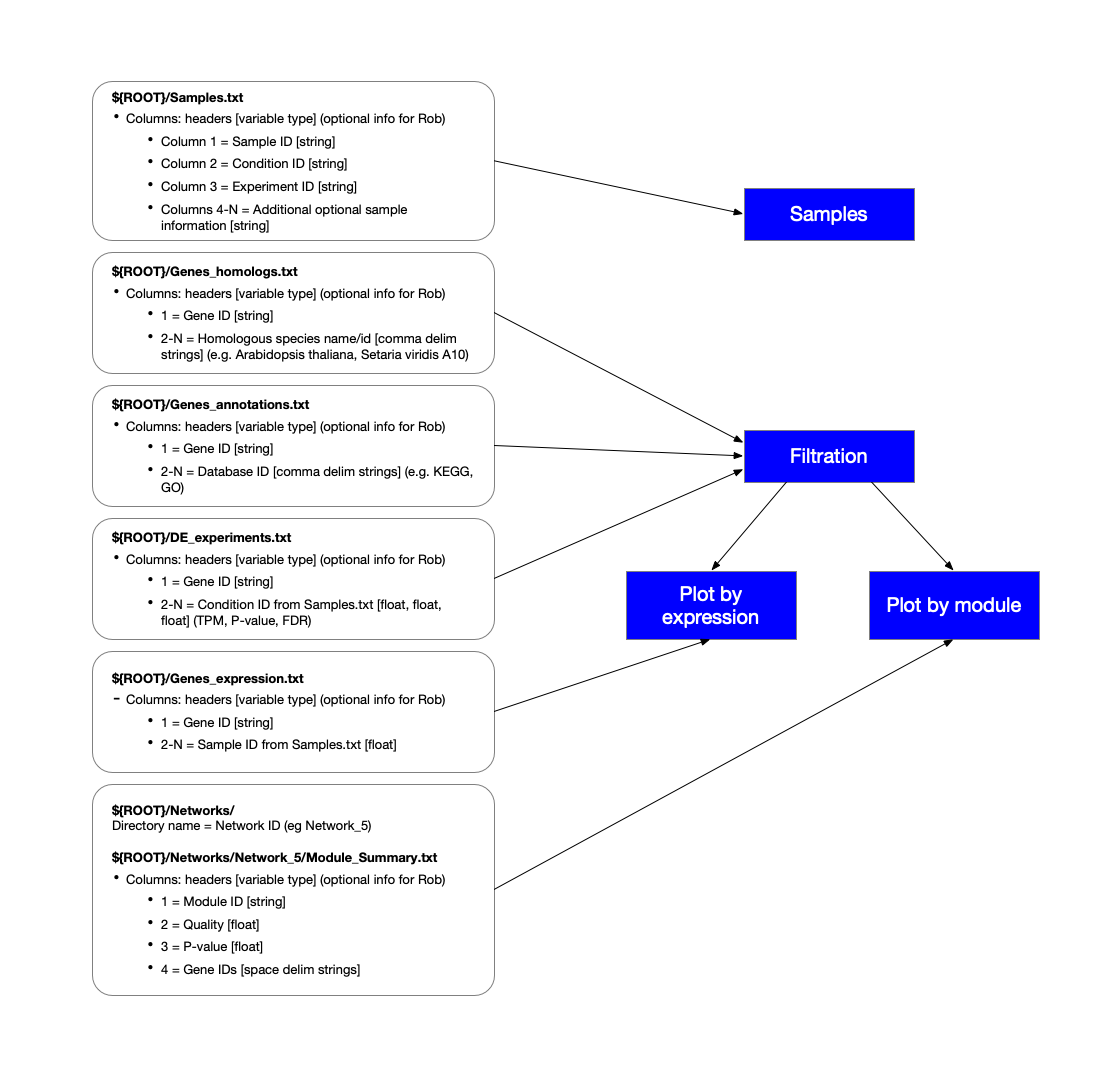 ${ROOT}/Samples.txt
• Columns: headers [variable type] (optional info for Rob)
• Column 1 = Sample ID [string]
• Column 2 = Condition ID [string]
• Column 3 = Experiment ID [string]
• Columns 4-N = Additional optional sample
information [string]
Samples
${ROOT}/Genes_homologs.txt
• Columns: headers [variable type] (optional info for Rob)
• 1 = Gene ID [string]
• 2-N = Homologous species name/id [comma delim
strings] (e.g. Arabidopsis thaliana, Setaria viridis A10)
${ROOT}/Genes_annotations.txt
• Columns: headers [variable type] (optional info for Rob)
• 1 = Gene ID [string]
• 2-N = Database ID [comma delim strings] (e.g. KEGG,
GO)
Filtration
${ROOT}/DE_experiments.txt
• Columns: headers [variable type] (optional info for Rob)
• 1 = Gene ID [string]
• 2-N = Condition ID from Samples.txt [float, float,
float] (TPM, P-value, FDR)
Plot by
expression
Plot by module
${ROOT}/Genes_expression.txt
– Columns: headers [variable type] (optional info for Rob)
• 1 = Gene ID [string]
• 2-N = Sample ID from Samples.txt [float]
${ROOT}/Networks/
Directory name = Network ID (eg Network_5)
${ROOT}/Networks/Network_5/Module_Summary.txt
• Columns: headers [variable type] (optional info for Rob)
• 1 = Module ID [string]
• 2 = Quality [float]
• 3 = P-value [float]
• 4 = Gene IDs [space delim strings]